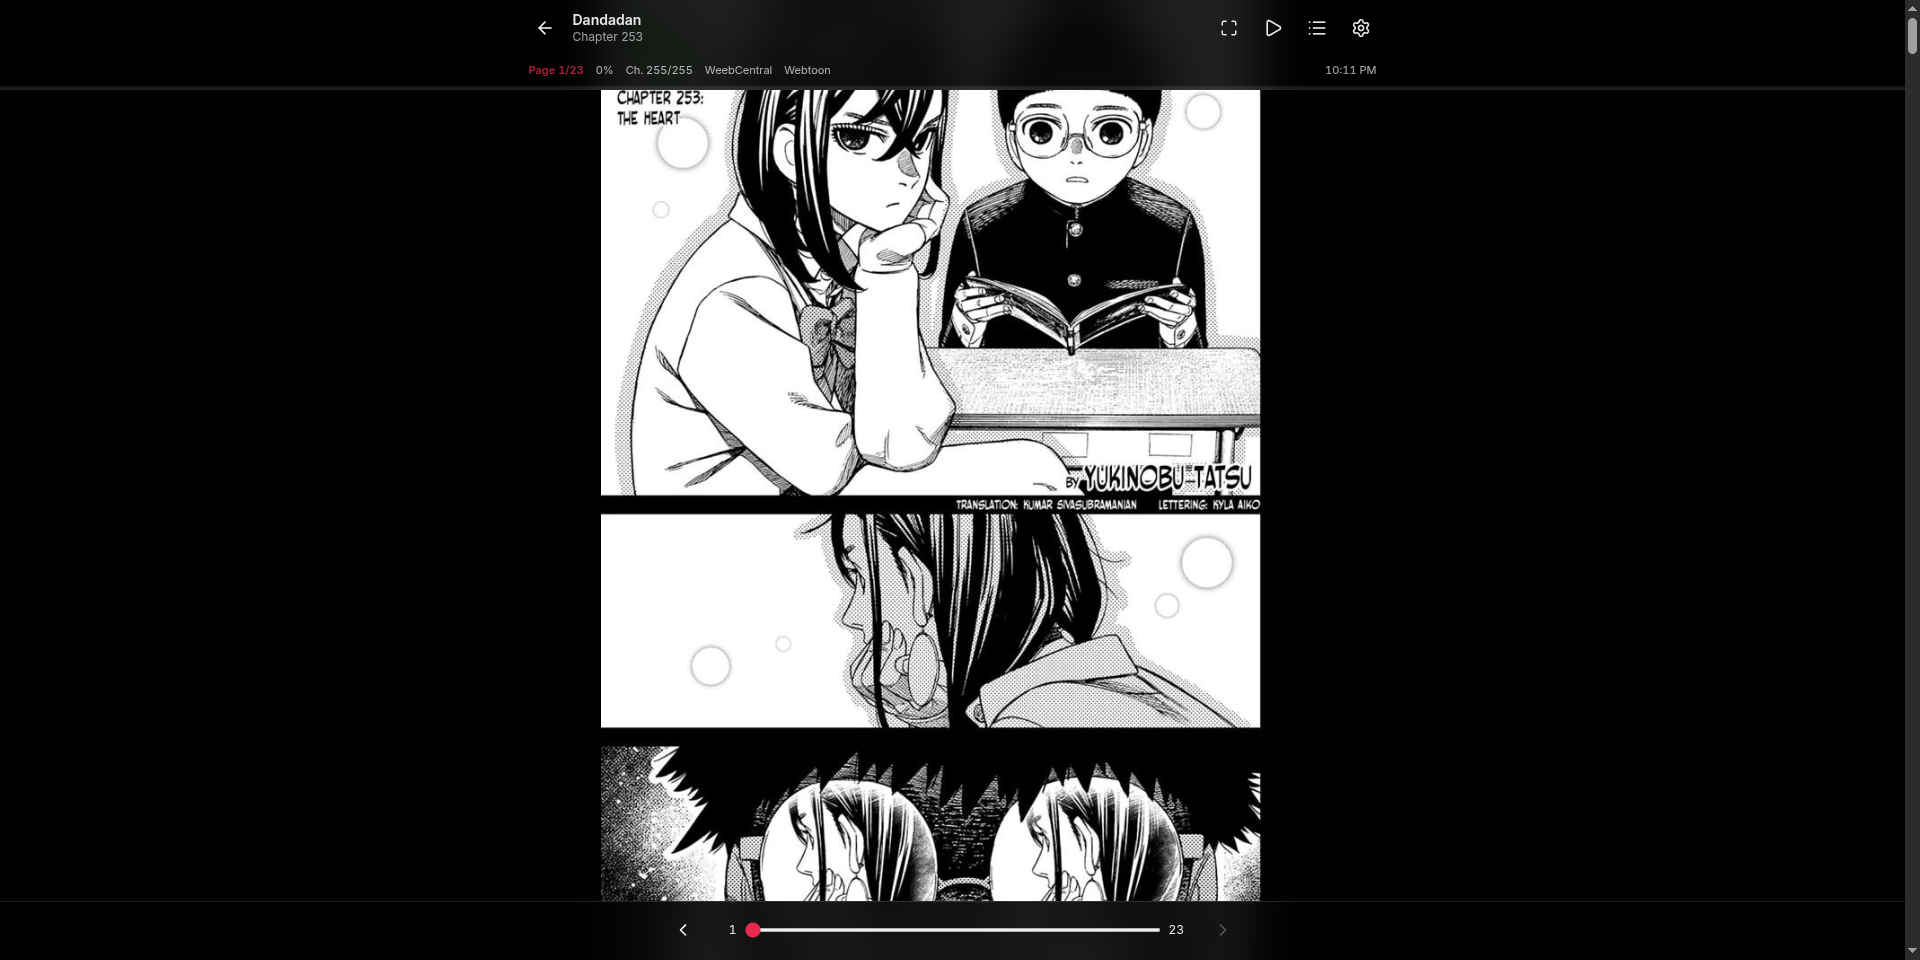 Dandadan
Chapter 253
Page 1/23 0% Ch. 255/255 WeebCentral Webtoon 10:11 PM
CHAPTER 253:
THE HEART
BY YUKINOBU TATSU
TRANSLATION: KUMAR SIVASUBRAMANIAN LETTERING: KYLA AIKO
1 23